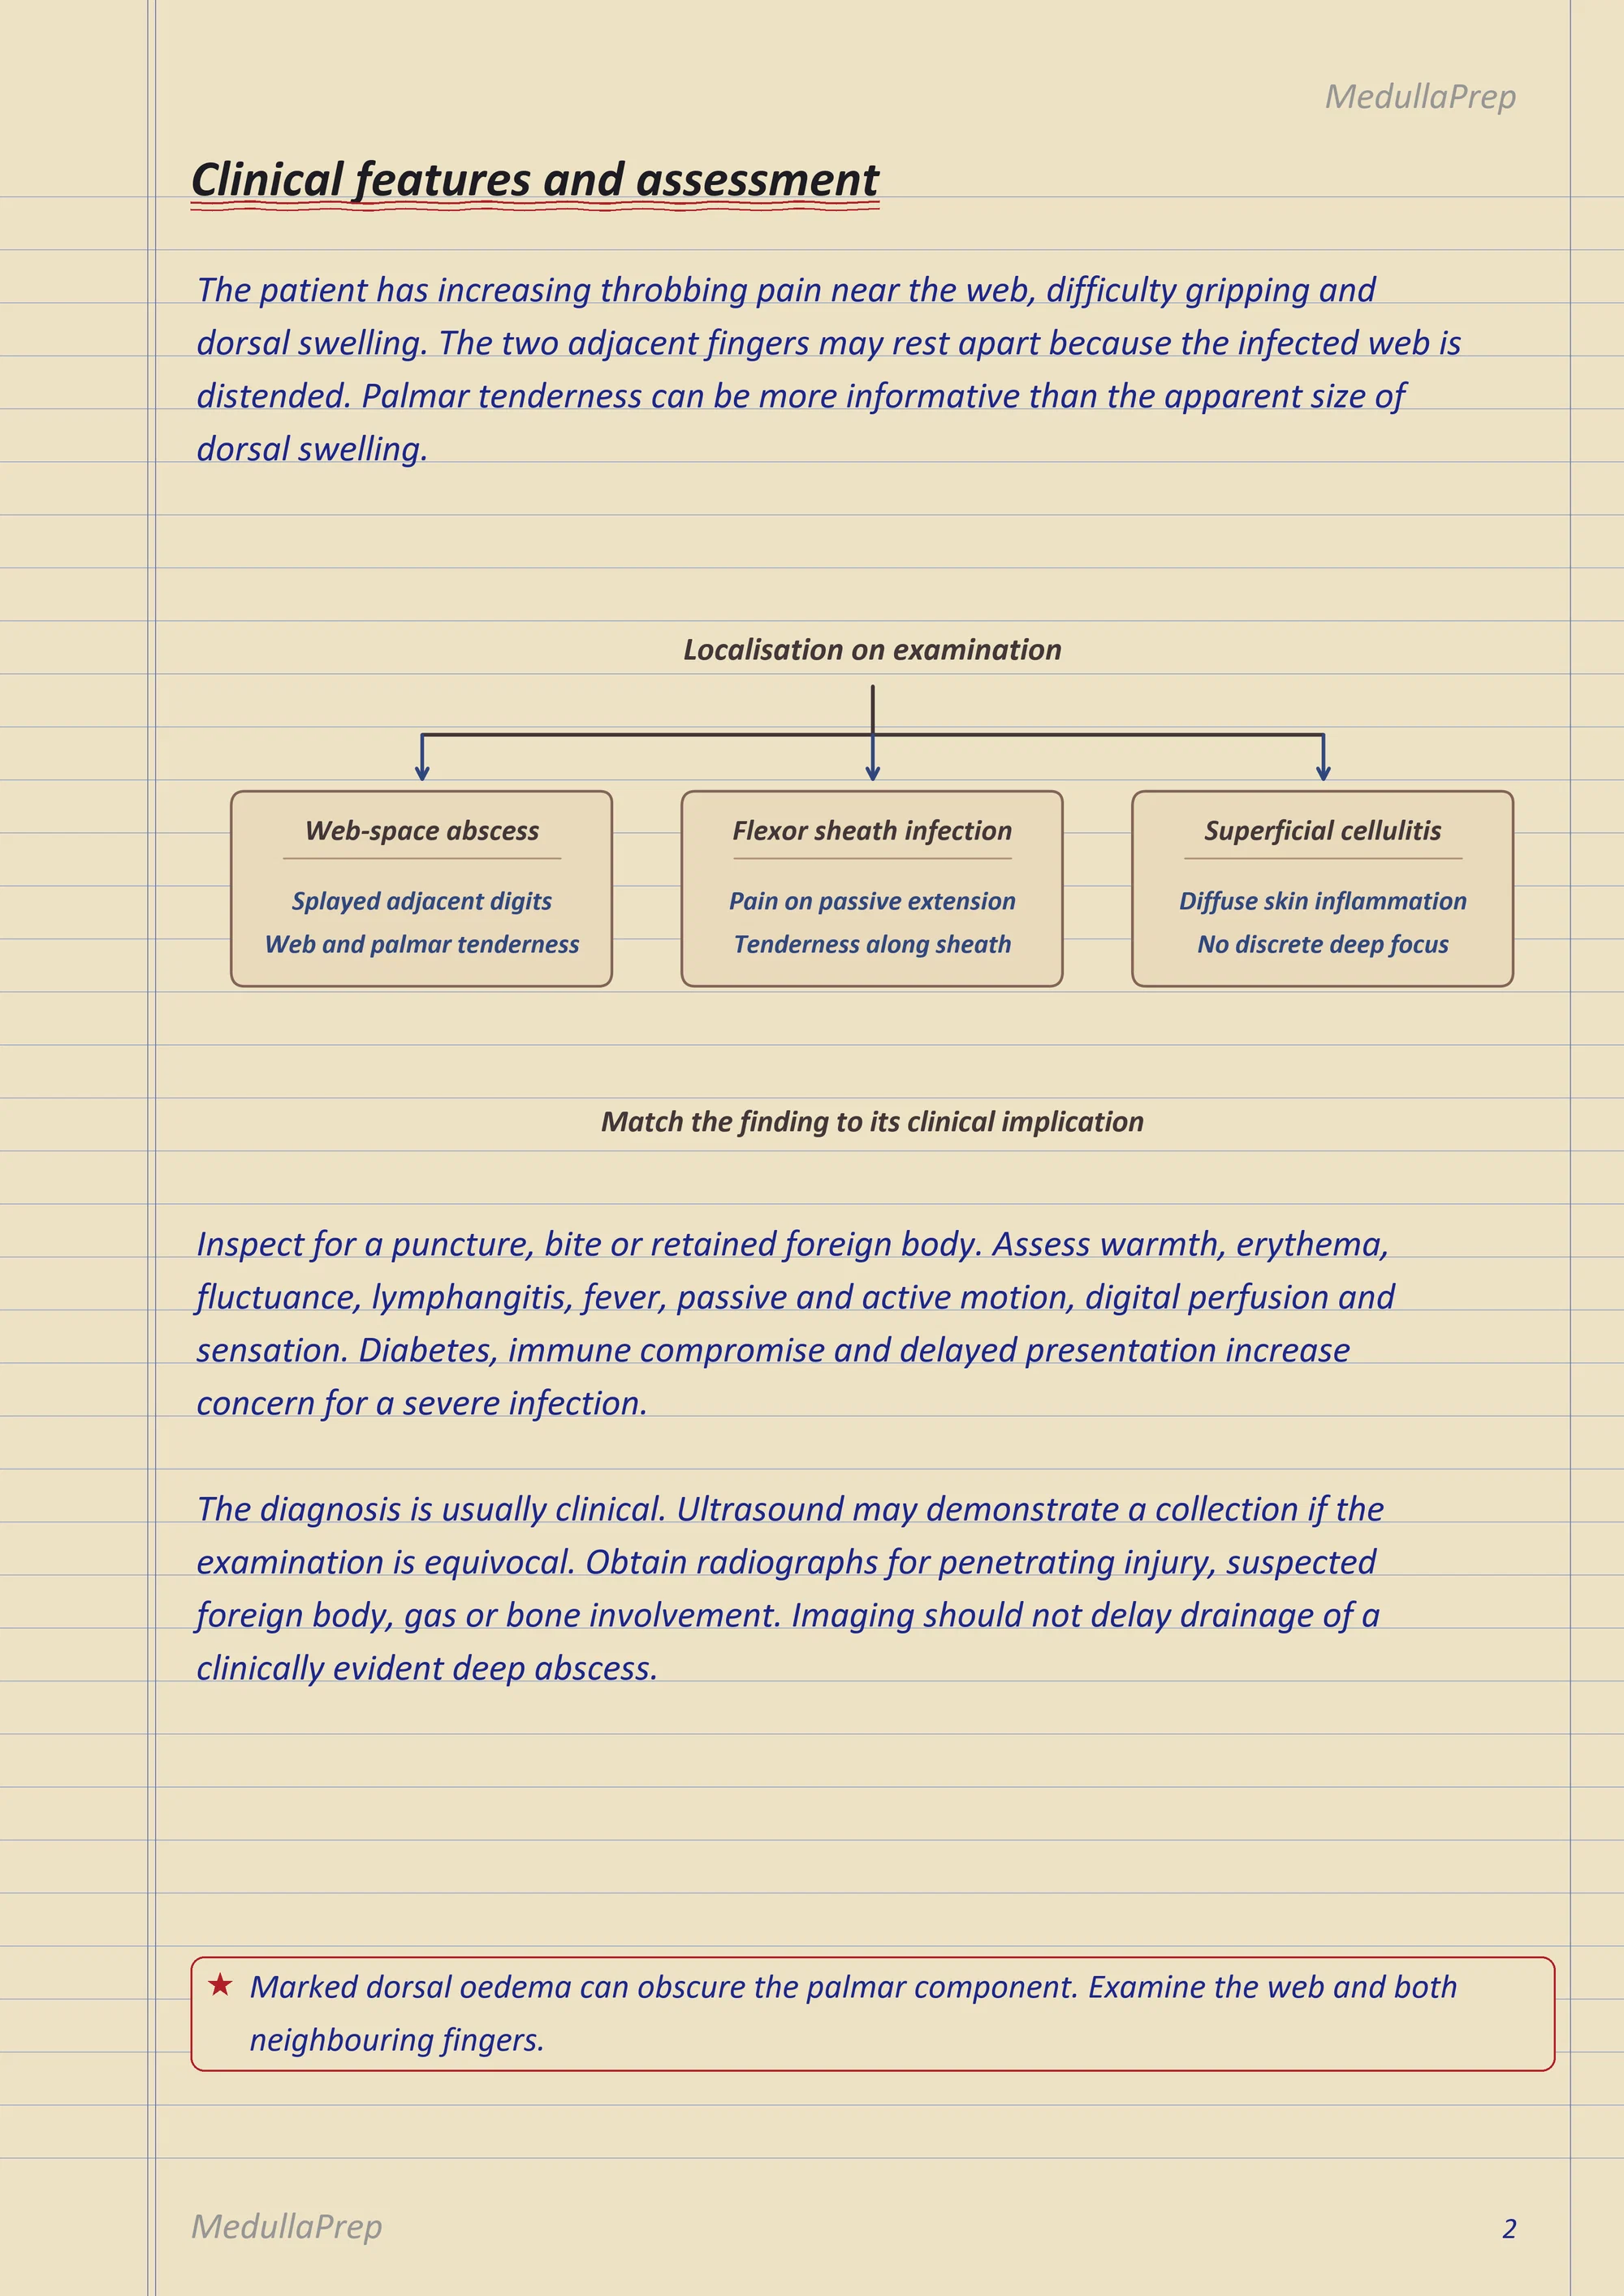 MedullaPrep
Clinical features and assessment
The patient has increasing throbbing pain near the web, difficulty gripping and
dorsal swelling. The two adjacent fingers may rest apart because the infected web is
distended. Palmar tenderness can be more informative than the apparent size of
dorsal swelling.
Localisation on examination
Web-space abscess
Splayed adjacent digits
Web and palmar tenderness
Flexor sheath infection
Pain on passive extension
Tenderness along sheath
Superficial cellulitis
Diffuse skin inflammation
No discrete deep focus
Match the finding to its clinical implication
Inspect for a puncture, bite or retained foreign body. Assess warmth, erythema,
fluctuance, lymphangitis, fever, passive and active motion, digital perfusion and
sensation. Diabetes, immune compromise and delayed presentation increase
concern for a severe infection.
The diagnosis is usually clinical. Ultrasound may demonstrate a collection if the
examination is equivocal. Obtain radiographs for penetrating injury, suspected
foreign body, gas or bone involvement. Imaging should not delay drainage of a
clinically evident deep abscess.
★ Marked dorsal oedema can obscure the palmar component. Examine the web and both
neighbouring fingers.
MedullaPrep
2